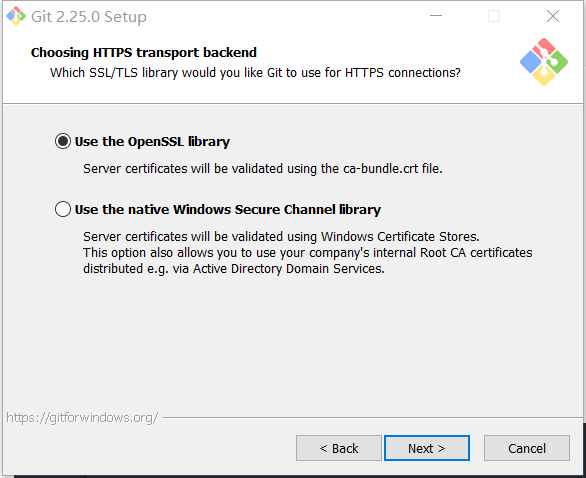 Git 2.25.0 Setup
Choosing HTTPS transport backend
Which SSL/TLS library would you like Git to use for HTTPS connections?
Use the OpenSSL library
Server certificates will be validated using the ca-bundle.crt file.
Use the native Windows Secure Channel library
Server certificates will be validated using Windows Certificate Stores.
This option also allows you to use your company's internal Root CA certificates
distributed e.g. via Active Directory Domain Services.
https://gitforwindows.org/
< Back
Next >
Cancel